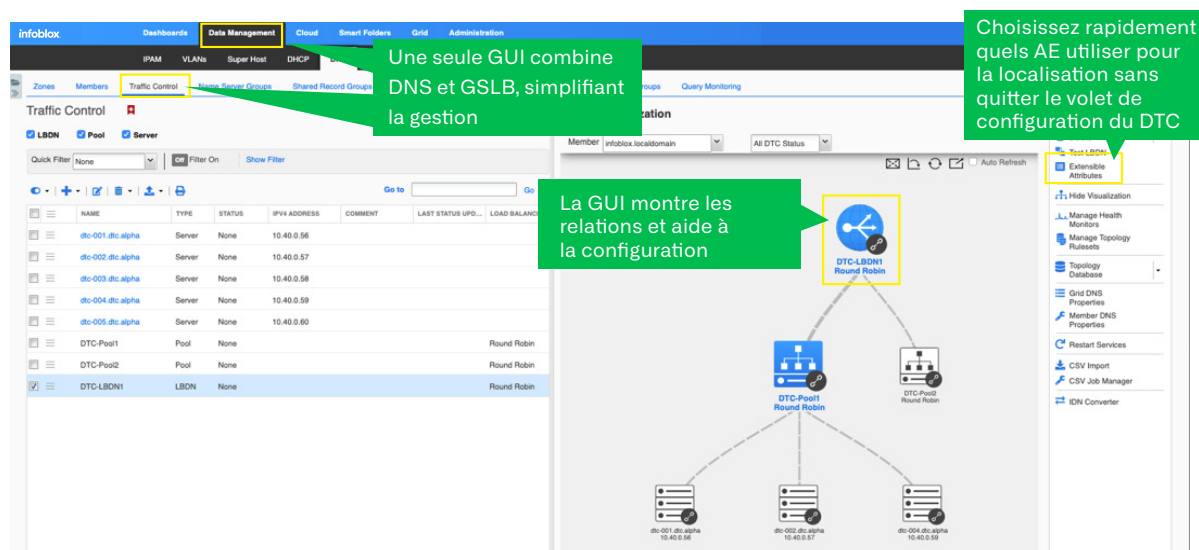 infoblox
Dashboards Data Management Cloud Smart Folders Grid Administration
IPAM VLANs Super Host DHCP
Zones Members Traffic Control Name Server Groups Shared Record Groups Query Monitoring
Une seule GUI combine
DNS et GSLB, simplifiant
la gestion
Choisissez rapidement
quels AE utiliser pour
la localisation sans
quitter le volet de
configuration du DTC
Traffic Control
LBDN Pool Server
Quick Filter None Off Filter On Show Filter
Go to Go
NAME TYPE STATUS IPV4 ADDRESS COMMENT LAST STATUS UPD... LOAD BALANCI
dtc-001.dtc.alpha Server None 10.40.0.56
dtc-002.dtc.alpha Server None 10.40.0.57
dtc-003.dtc.alpha Server None 10.40.0.58
dtc-004.dtc.alpha Server None 10.40.0.59
dtc-005.dtc.alpha Server None 10.40.0.60
DTC-Pool1 Pool None Round Robin
DTC-Pool2 Pool None Round Robin
DTC-LBDN1 LBDN None Round Robin
Member infoblox.localdomain All DTC Status
Auto Refresh
La GUI montre les
relations et aide à
la configuration
DTC-LBDN1
Round Robin
DTC-Pool1
Round Robin
DTC-Pool2
Round Robin
dtc-001.dtc.alpha
10.40.0.56
dtc-002.dtc.alpha
10.40.0.57
dtc-004.dtc.alpha
10.40.0.59
Test LBDN
Extensible
Attributes
Hide Visualization
Manage Health
Monitors
Manage Topology
Rulesets
Topology
Database
Grid DNS
Properties
Member DNS
Properties
Restart Services
CSV Import
CSV Job Manager
IDN Converter